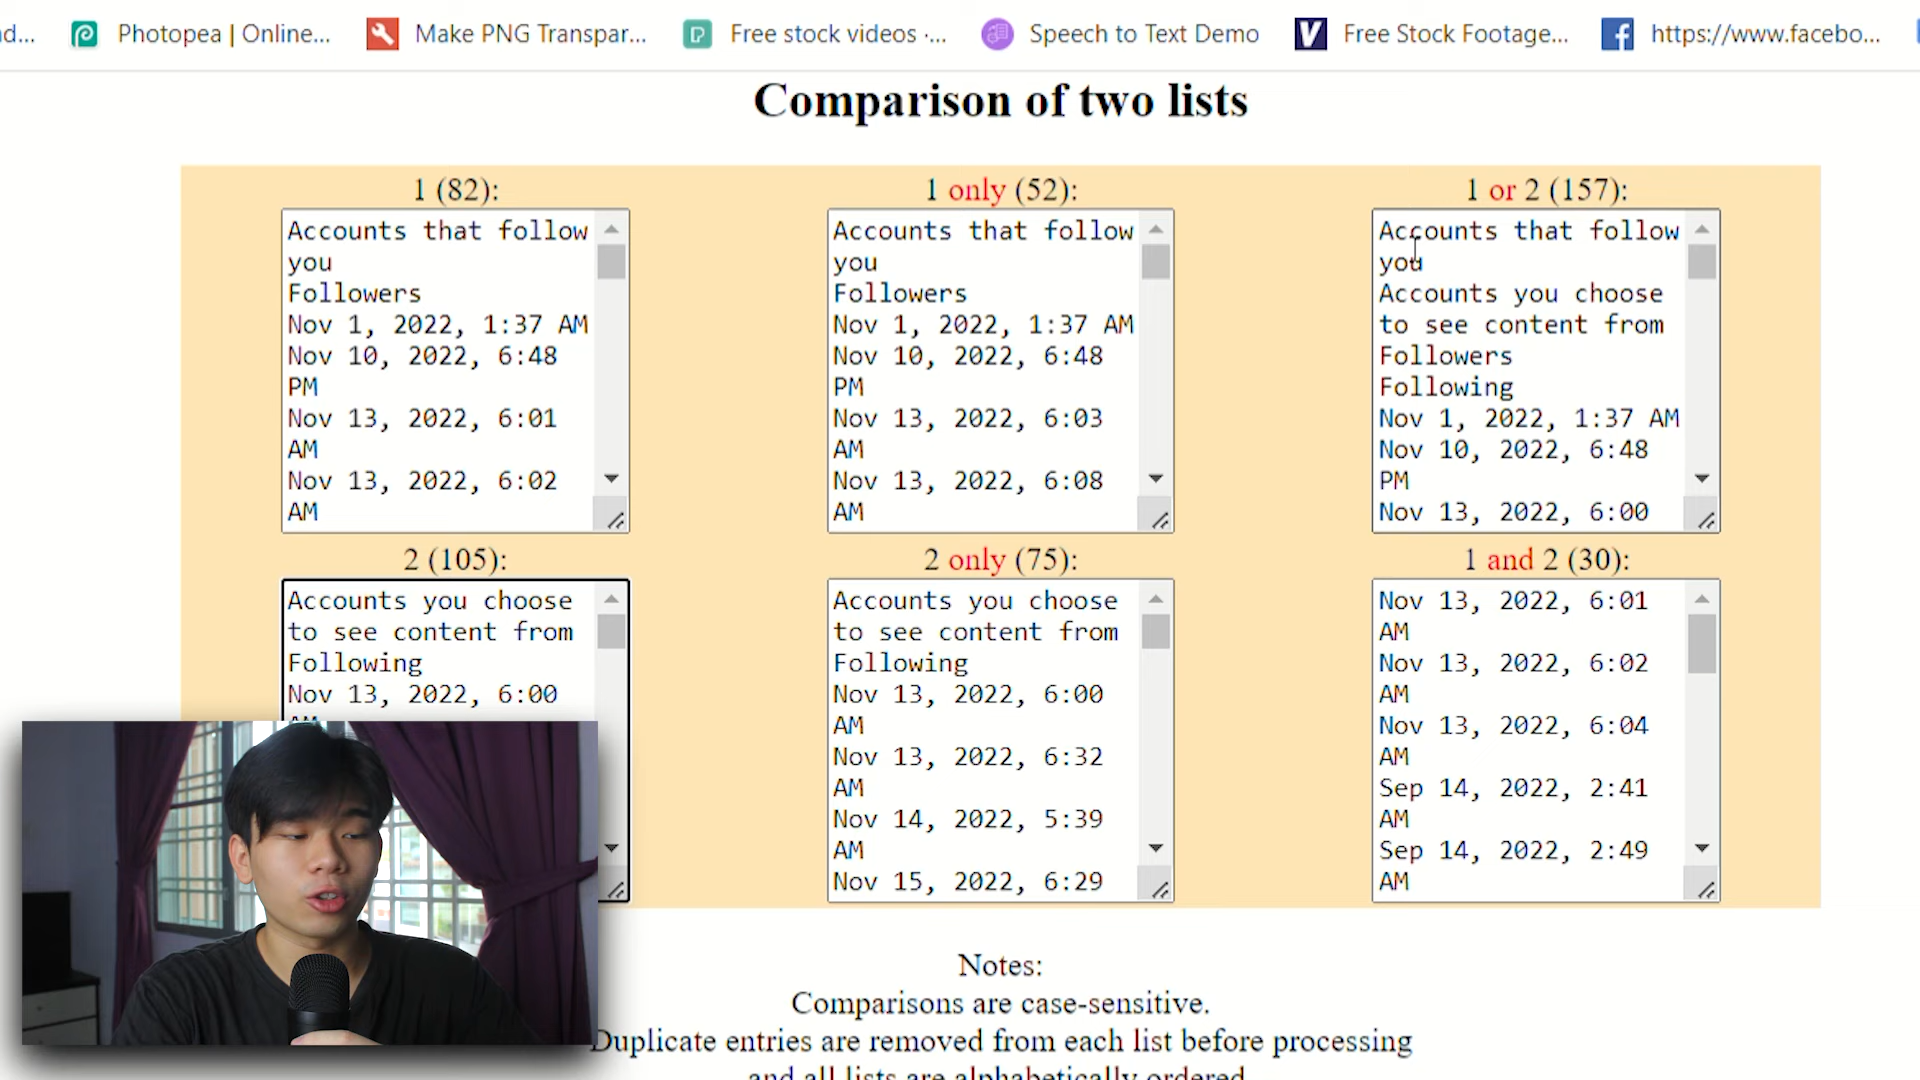 d...
Photopea | Online...
Make PNG Transpar...
Free stock videos ·...
Speech to Text Demo
V
Free Stock Footage...
https://www.facebo...
Comparison of two lists
1 (82):
Accounts that follow
you
Followers
Nov 1, 2022, 1:37 AM
Nov 10, 2022, 6:48
PM
Nov 13, 2022, 6:01
AM
Nov 13, 2022, 6:02
AM
1 only (52):
Accounts that follow
you
Followers
Nov 1, 2022, 1:37 AM
Nov 10, 2022, 6:48
PM
Nov 13, 2022, 6:03
AM
Nov 13, 2022, 6:08
AM
1 or 2 (157):
Accounts that follow
you
Accounts you choose
to see content from
Followers
Following
Nov 1, 2022, 1:37 AM
Nov 10, 2022, 6:48
PM
Nov 13, 2022, 6:00
2 (105):
Accounts you choose
to see content from
Following
Nov 13, 2022, 6:00
AM
2 only (75):
Accounts you choose
to see content from
Following
Nov 13, 2022, 6:00
AM
Nov 13, 2022, 6:32
AM
Nov 14, 2022, 5:39
AM
Nov 15, 2022, 6:29
1 and 2 (30):
Nov 13, 2022, 6:01
AM
Nov 13, 2022, 6:02
AM
Nov 13, 2022, 6:04
AM
Sep 14, 2022, 2:41
AM
Sep 14, 2022, 2:49
AM
Notes:
Comparisons are case-sensitive.
Duplicate entries are removed from each list before processing
and all lists are alphabetically ordered